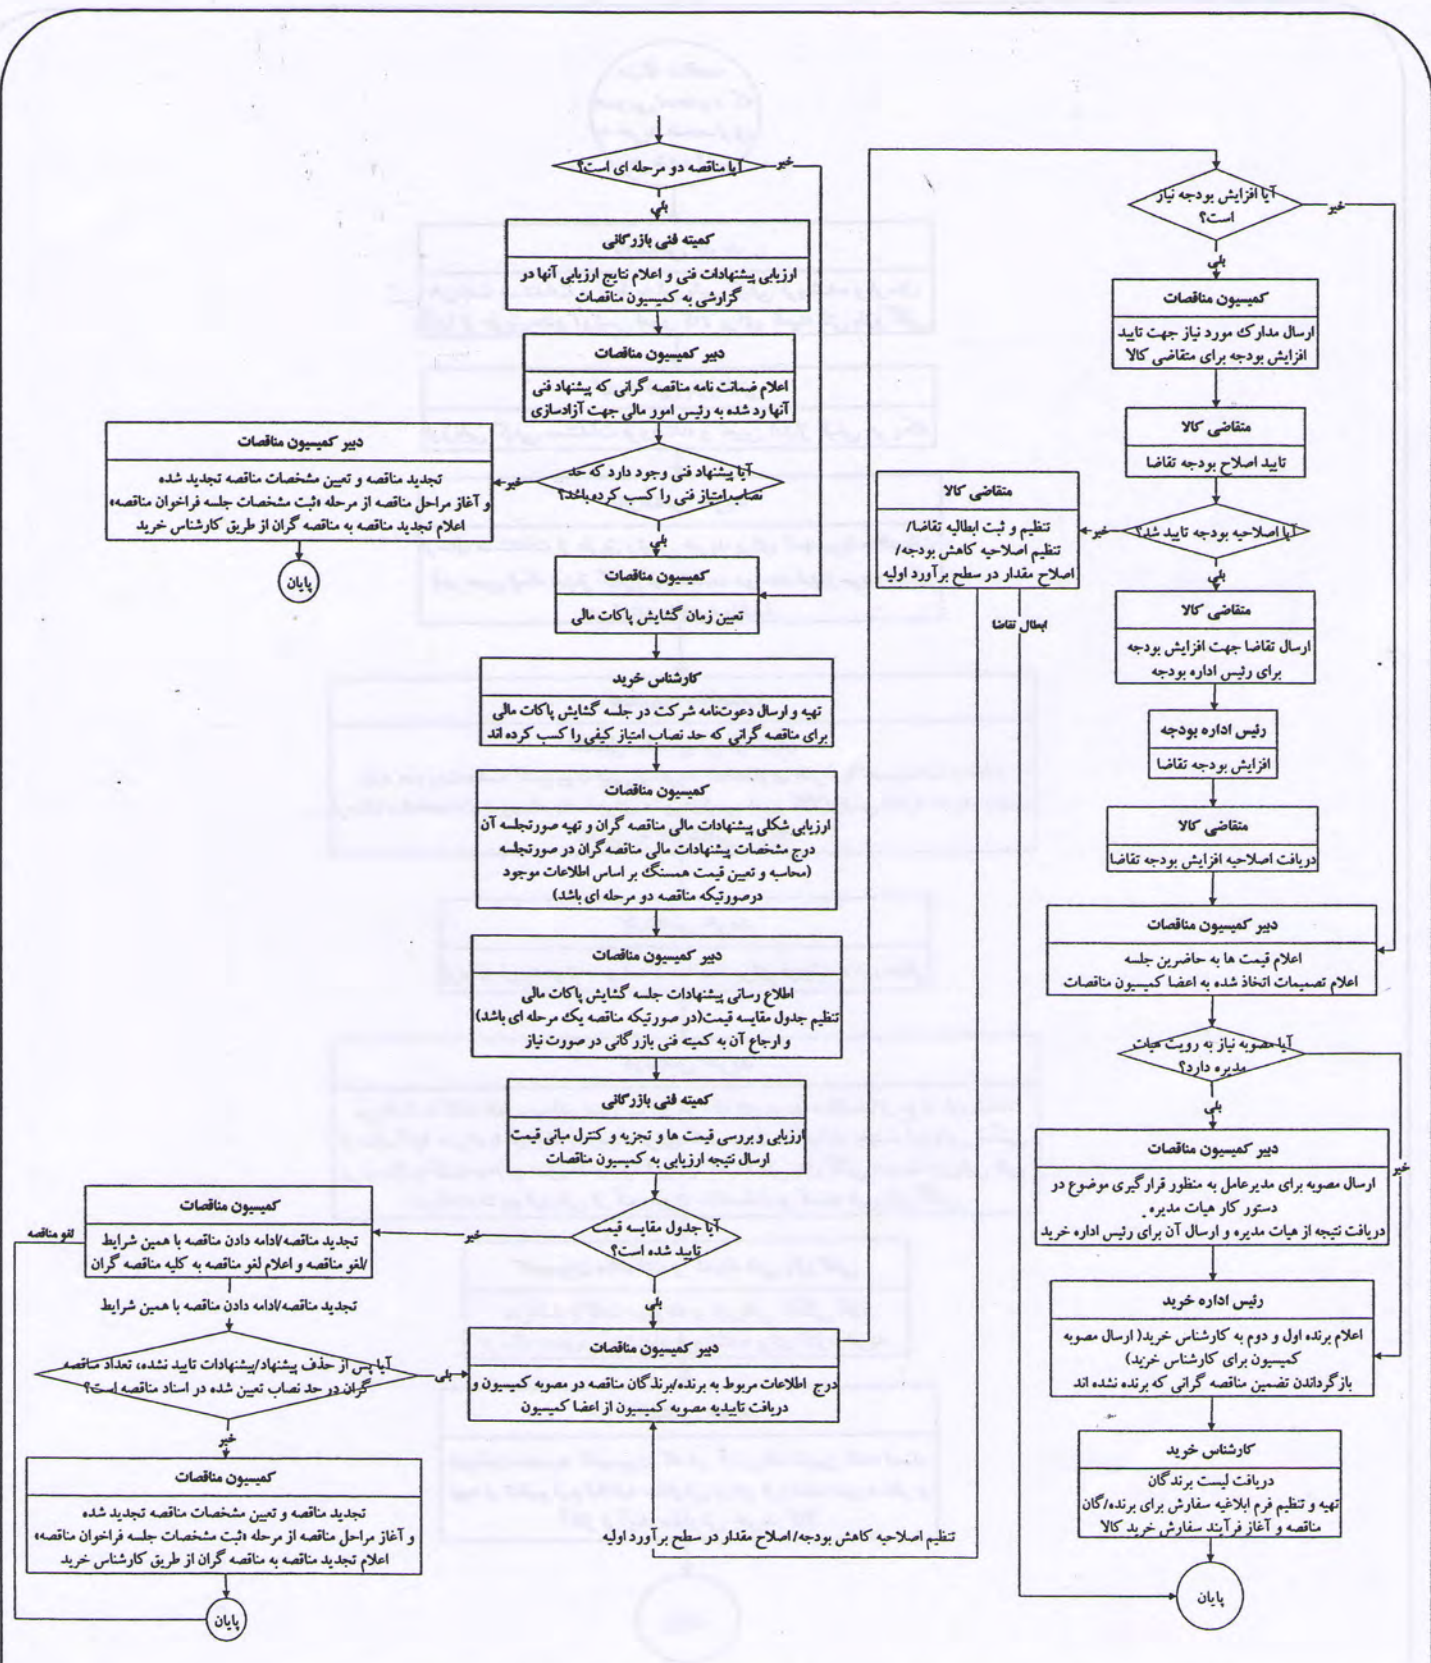 آیا مناقصه دو مرحله ای است؟
خیر
بلی
کمیته فنی بازرگانی
ارزیابی پیشنهادات فنی و اعلام نتایج ارزیابی آنها در
گزارشی به کمیسیون مناقصات
دبیر کمیسیون مناقصات
اعلام ضمانت نامه مناقصه گرانی که پیشنهاد فنی
آنها رد شده به رئیس امور مالی جهت آزادسازی
آیا پیشنهاد فنی وجود دارد که حد
نصاب امتیاز فنی را کسب کرده باشد؟
خیر
دبیر کمیسیون مناقصات
تجدید مناقصه و تعیین مشخصات مناقصه تجدید شده
و آغاز مراحل مناقصه از مرحله «ثبت مشخصات جلسه فراخوان مناقصه»
اعلام تجدید مناقصه به مناقصه گران از طریق کارشناس خرید
پایان
بلی
کمیسیون مناقصات
تعیین زمان گشایش پاکات مالی
کارشناس خرید
تهیه و ارسال دعوت‌نامه شرکت در جلسه گشایش پاکات مالی
برای مناقصه گرانی که حد نصاب امتیاز کیفی را کسب کرده اند
کمیسیون مناقصات
ارزیابی شکلی پیشنهادات مالی مناقصه گران و تهیه صورتجلسه آن
درج مشخصات پیشنهادات مالی مناقصه گران در صورتجلسه
(محاسبه و تعیین قیمت همسنگ بر اساس اطلاعات موجود
درصورتیکه مناقصه دو مرحله ای باشد)
دبیر کمیسیون مناقصات
اطلاع رسانی پیشنهادات جلسه گشایش پاکات مالی
تنظیم جدول مقایسه قیمت(در صورتیکه مناقصه یک مرحله ای باشد)
و ارجاع آن به کمیته فنی بازرگانی در صورت نیاز
کمیته فنی بازرگانی
ارزیابی و بررسی قیمت ها و تجزیه و کنترل مبانی قیمت
ارسال نتیجه ارزیابی به کمیسیون مناقصات
آیا جدول مقایسه قیمت
تایید شده است؟
خیر
کمیسیون مناقصات
تجدید مناقصه/ادامه دادن مناقصه با همین شرایط
/لغو مناقصه و اعلام لغو مناقصه به کلیه مناقصه گران
لغو مناقصه
تجدید مناقصه/ادامه دادن مناقصه با همین شرایط
آیا پس از حذف پیشنهاد/پیشنهادات تایید نشده، تعداد مناقصه
گران در حد نصاب تعیین شده در اسناد مناقصه است؟
بلی
خیر
کمیسیون مناقصات
تجدید مناقصه و تعیین مشخصات مناقصه تجدید شده
و آغاز مراحل مناقصه از مرحله «ثبت مشخصات جلسه فراخوان مناقصه»
اعلام تجدید مناقصه به مناقصه گران از طریق کارشناس خرید
پایان
بلی
دبیر کمیسیون مناقصات
درج اطلاعات مربوط به برنده/برندگان مناقصه در مصوبه کمیسیون و
دریافت تاییدیه مصوبه کمیسیون از اعضا کمیسیون
تنظیم اصلاحیه کاهش بودجه/اصلاح مقدار در سطح برآورد اولیه
آیا افزایش بودجه نیاز
است؟
خیر
بلی
کمیسیون مناقصات
ارسال مدارک مورد نیاز جهت تایید
افزایش بودجه برای متقاضی کالا
متقاضی کالا
تایید اصلاح بودجه تقاضا
آیا اصلاحیه بودجه تایید شد؟
خیر
متقاضی کالا
تنظیم و ثبت ابطالیه تقاضا/
تنظیم اصلاحیه کاهش بودجه/
اصلاح مقدار در سطح برآورد اولیه
ابطال تقاضا
بلی
متقاضی کالا
ارسال تقاضا جهت افزایش بودجه
برای رئیس اداره بودجه
رئیس اداره بودجه
افزایش بودجه تقاضا
متقاضی کالا
دریافت اصلاحیه افزایش بودجه تقاضا
دبیر کمیسیون مناقصات
اعلام قیمت ها به حاضرین جلسه
اعلام تصمیمات اتخاذ شده به اعضا کمیسیون مناقصات
آیا مصوبه نیاز به رویت هیات
مدیره دارد؟
خیر
بلی
دبیر کمیسیون مناقصات
ارسال مصوبه برای مدیرعامل به منظور قرارگیری موضوع در
دستور کار هیات مدیره
دریافت نتیجه از هیات مدیره و ارسال آن برای رئیس اداره خرید
رئیس اداره خرید
اعلام برنده اول و دوم به کارشناس خرید( ارسال مصوبه
کمیسیون برای کارشناس خرید)
بازگرداندن تضمین مناقصه گرانی که برنده نشده اند
کارشناس خرید
دریافت لیست برندگان
تهیه و تنظیم فرم ابلاغیه سفارش برای برنده/گان
مناقصه و آغاز فرآیند سفارش خرید کالا
پایان